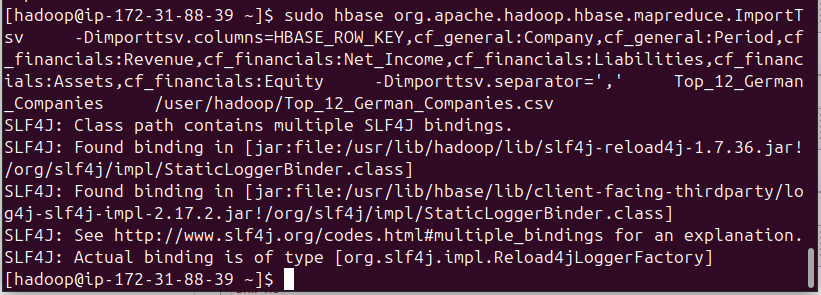 [hadoop@ip-172-31-88-39 ~]$ sudo hbase org.apache.hadoop.hbase.mapreduce.ImportT
sv     -Dimporttsv.columns=HBASE_ROW_KEY,cf_general:Company,cf_general:Period,cf
_financials:Revenue,cf_financials:Net_Income,cf_financials:Liabilities,cf_financ
ials:Assets,cf_financials:Equity     -Dimporttsv.separator=','     Top_12_German
_Companies     /user/hadoop/Top_12_German_Companies.csv
SLF4J: Class path contains multiple SLF4J bindings.
SLF4J: Found binding in [jar:file:/usr/lib/hadoop/lib/slf4j-reload4j-1.7.36.jar!
/org/slf4j/impl/StaticLoggerBinder.class]
SLF4J: Found binding in [jar:file:/usr/lib/hbase/lib/client-facing-thirdparty/lo
g4j-slf4j-impl-2.17.2.jar!/org/slf4j/impl/StaticLoggerBinder.class]
SLF4J: See http://www.slf4j.org/codes.html#multiple_bindings for an explanation.
SLF4J: Actual binding is of type [org.slf4j.impl.Reload4jLoggerFactory]
[hadoop@ip-172-31-88-39 ~]$